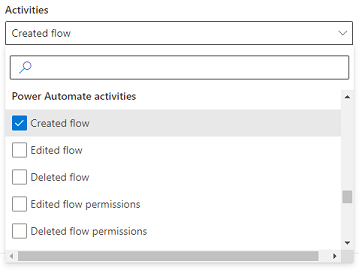 Activities
Created flow
Power Automate activities
Created flow
Edited flow
Deleted flow
Edited flow permissions
Deleted flow permissions